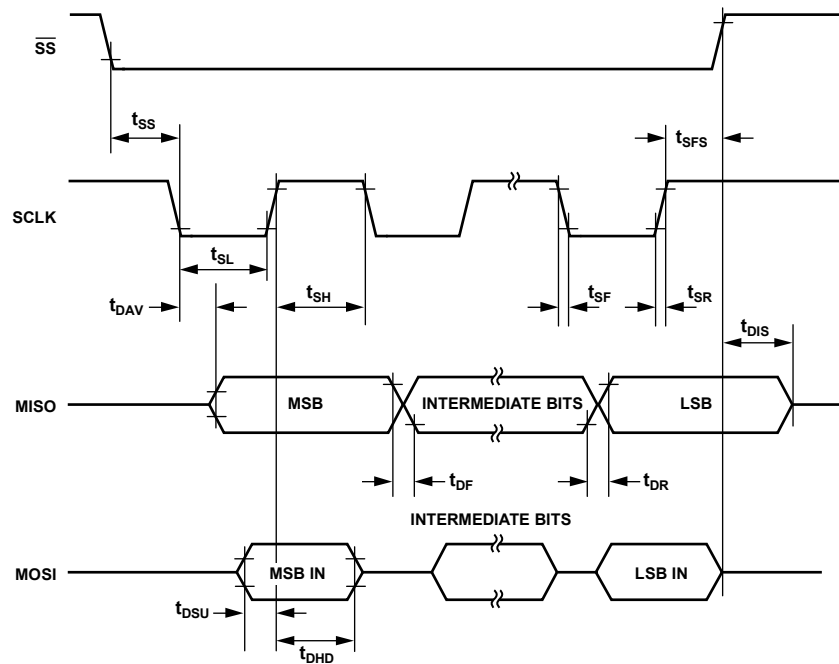 SS
tSS
tSFS
SCLK
tSL
tSH
tSF
tSR
tDAV
tDIS
MISO
MSB
INTERMEDIATE BITS
LSB
tDF
tDR
INTERMEDIATE BITS
MOSI
MSB IN
LSB IN
tDSU
tDHD